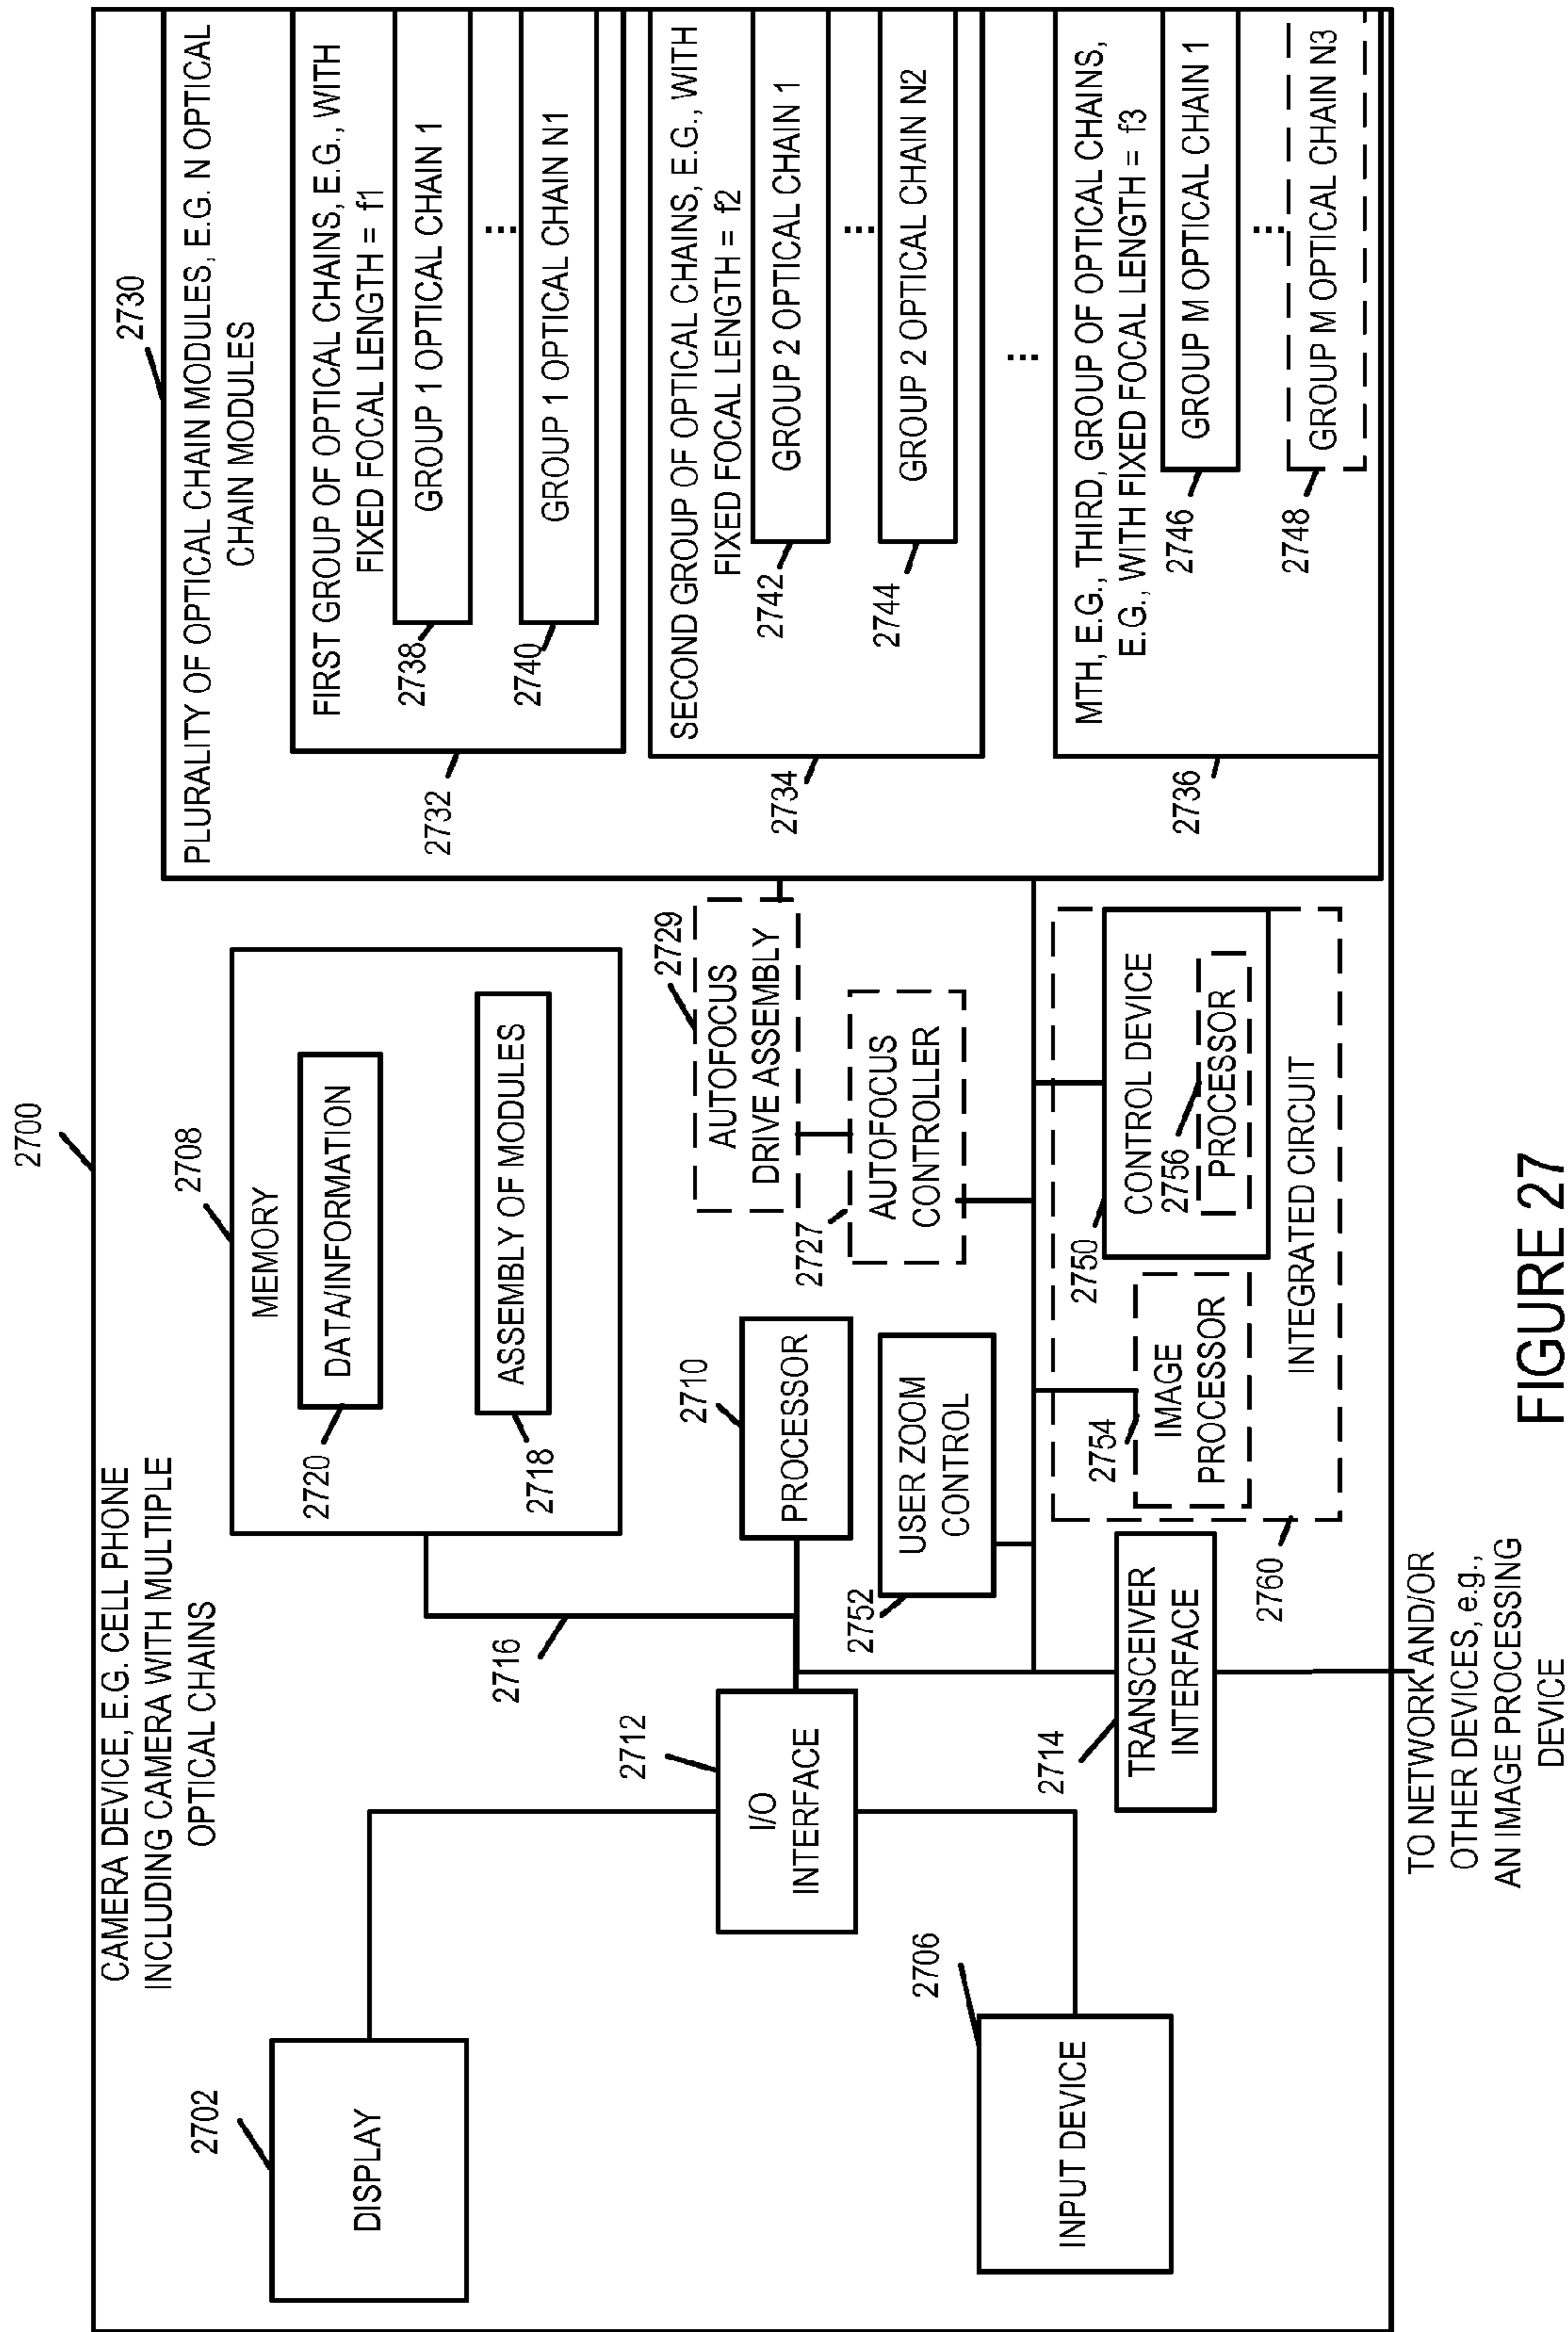 2700
CAMERA DEVICE, E.G. CELL PHONE
INCLUDING CAMERA WITH MULTIPLE
OPTICAL CHAINS
2702
DISPLAY
2706
INPUT DEVICE
2712
I/O
INTERFACE
2716
2708
MEMORY
2720
DATA/INFORMATION
2718
ASSEMBLY OF MODULES
2710
PROCESSOR
2752
USER ZOOM
CONTROL
2714
TRANSCEIVER
INTERFACE
TO NETWORK AND/OR
OTHER DEVICES, e.g.,
AN IMAGE PROCESSING
DEVICE
2729
AUTOFOCUS
DRIVE ASSEMBLY
2727
AUTOFOCUS
CONTROLLER
2760
2754
IMAGE
PROCESSOR
2750
CONTROL DEVICE
2756
PROCESSOR
INTEGRATED CIRCUIT
2730
PLURALITY OF OPTICAL CHAIN MODULES, E.G. N OPTICAL
CHAIN MODULES
2732
FIRST GROUP OF OPTICAL CHAINS, E.G., WITH
FIXED FOCAL LENGTH = f1
2738
GROUP 1 OPTICAL CHAIN 1
...
2740
GROUP 1 OPTICAL CHAIN N1
2734
SECOND GROUP OF OPTICAL CHAINS, E.G., WITH
FIXED FOCAL LENGTH = f2
2742
GROUP 2 OPTICAL CHAIN 1
...
2744
GROUP 2 OPTICAL CHAIN N2
...
2736
MTH, E.G., THIRD, GROUP OF OPTICAL CHAINS,
E.G., WITH FIXED FOCAL LENGTH = f3
2746
GROUP M OPTICAL CHAIN 1
...
2748
GROUP M OPTICAL CHAIN N3
FIGURE 27